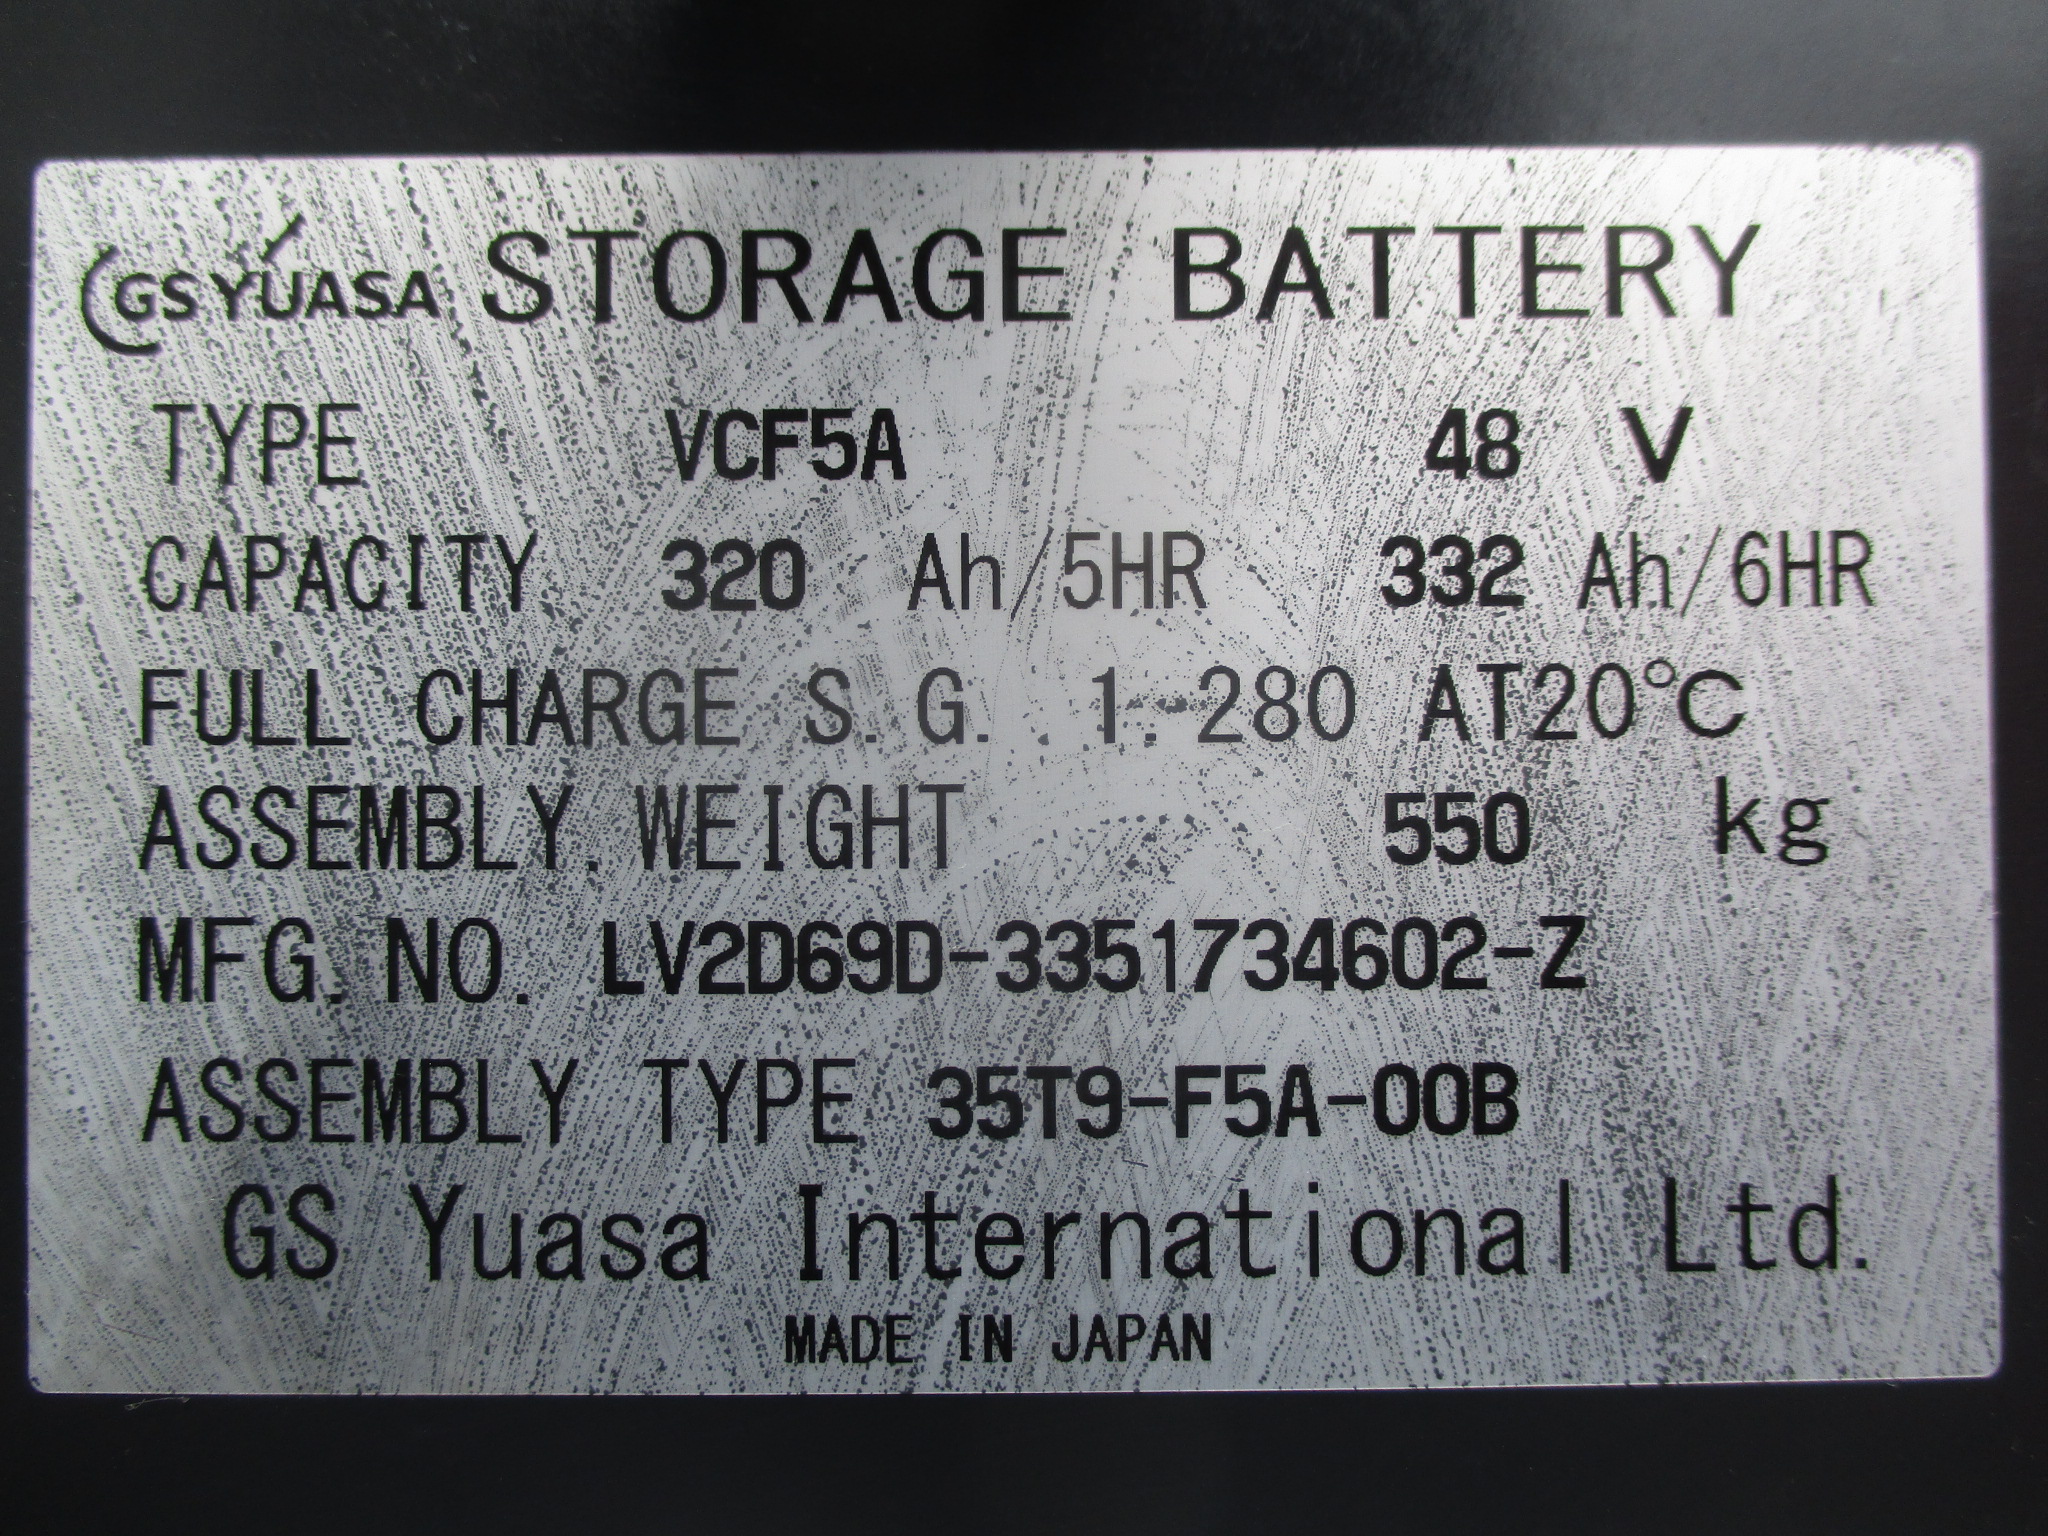 GS YUASA STORAGE BATTERY
TYPE VCF5A 48 V
CAPACITY 320 Ah/5HR 332 Ah/6HR
FULL CHARGE S.G. 1.280 AT20°C
ASSEMBLY.WEIGHT 550 kg
MFG.NO. LV2D69D-3351734602-Z
ASSEMBLY TYPE 35T9-F5A-00B
GS Yuasa International Ltd.
MADE IN JAPAN